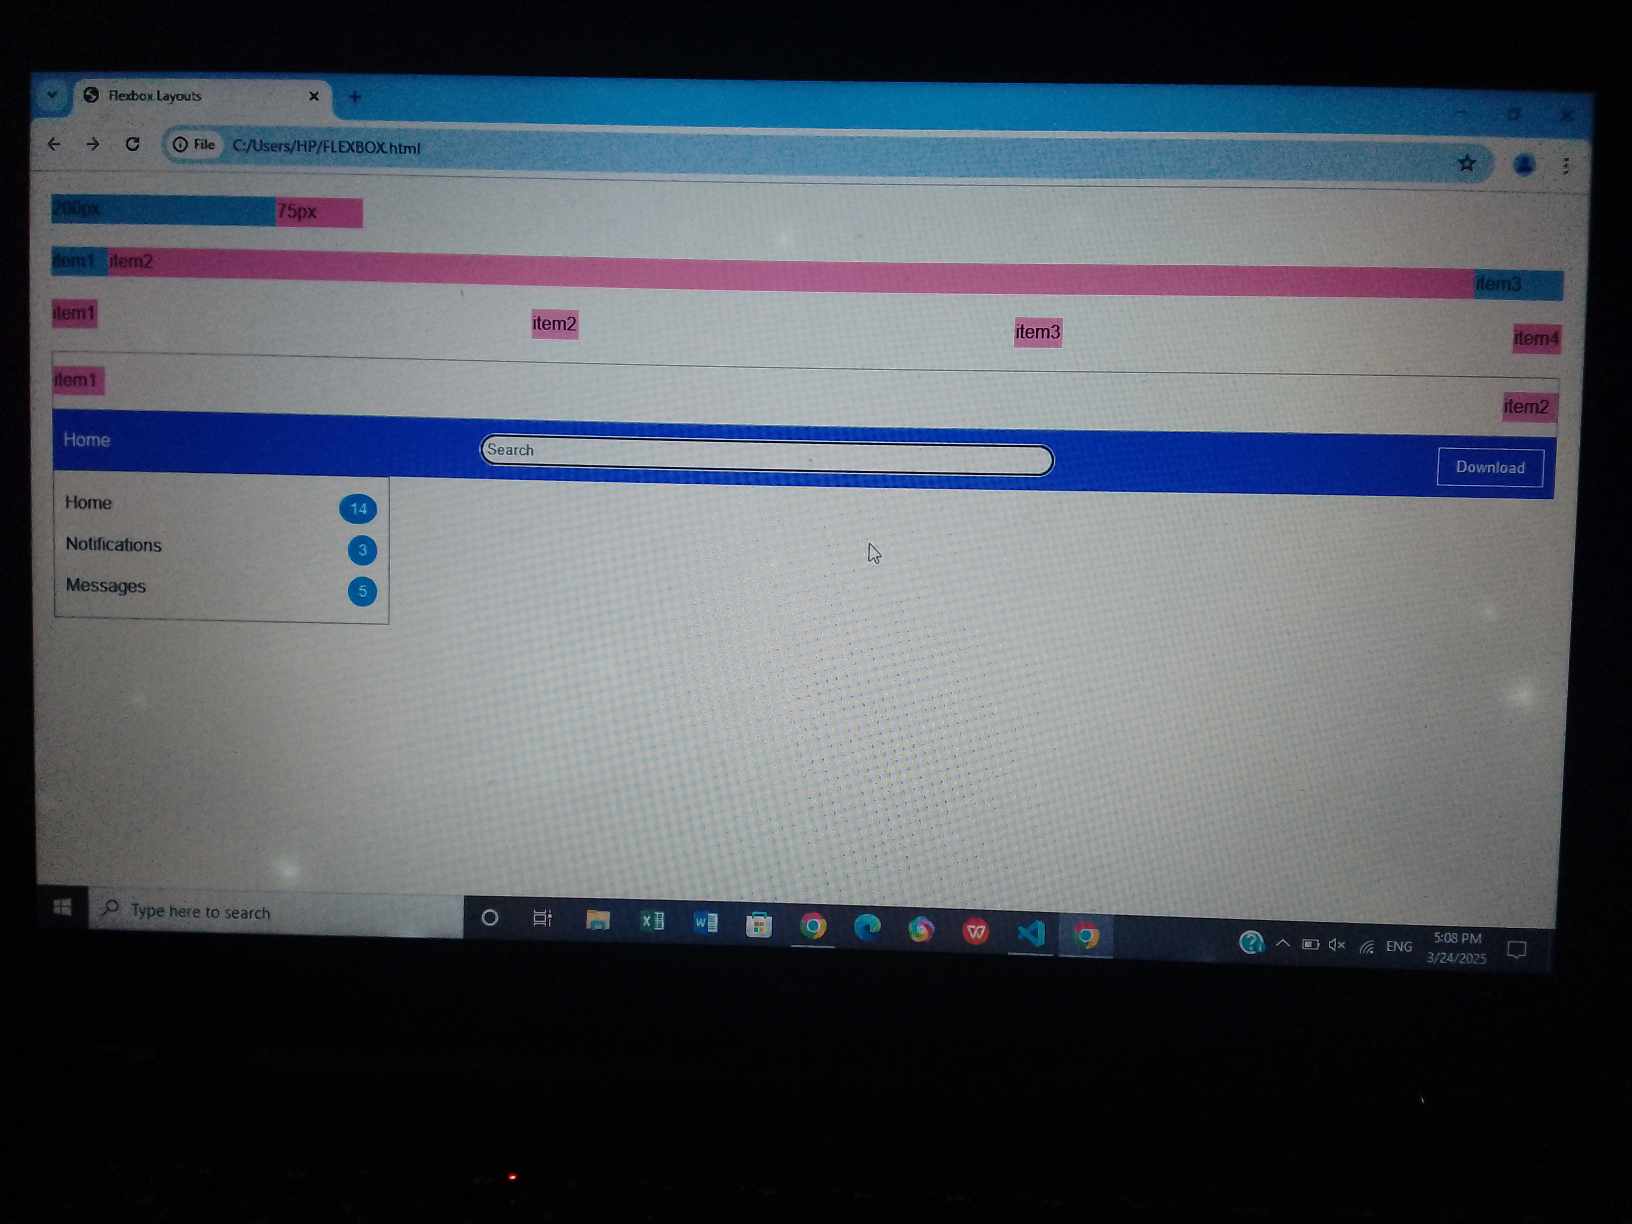 Flexbox Layouts
File C:/Users/HP/FLEXBOX.html
200px 75px
item1 item2 item3
item1 item2 item3 item4
item1 item2
Home Search Download
Home 14
Notifications 3
Messages 5
Type here to search
ENG 5:08 PM
3/24/2025